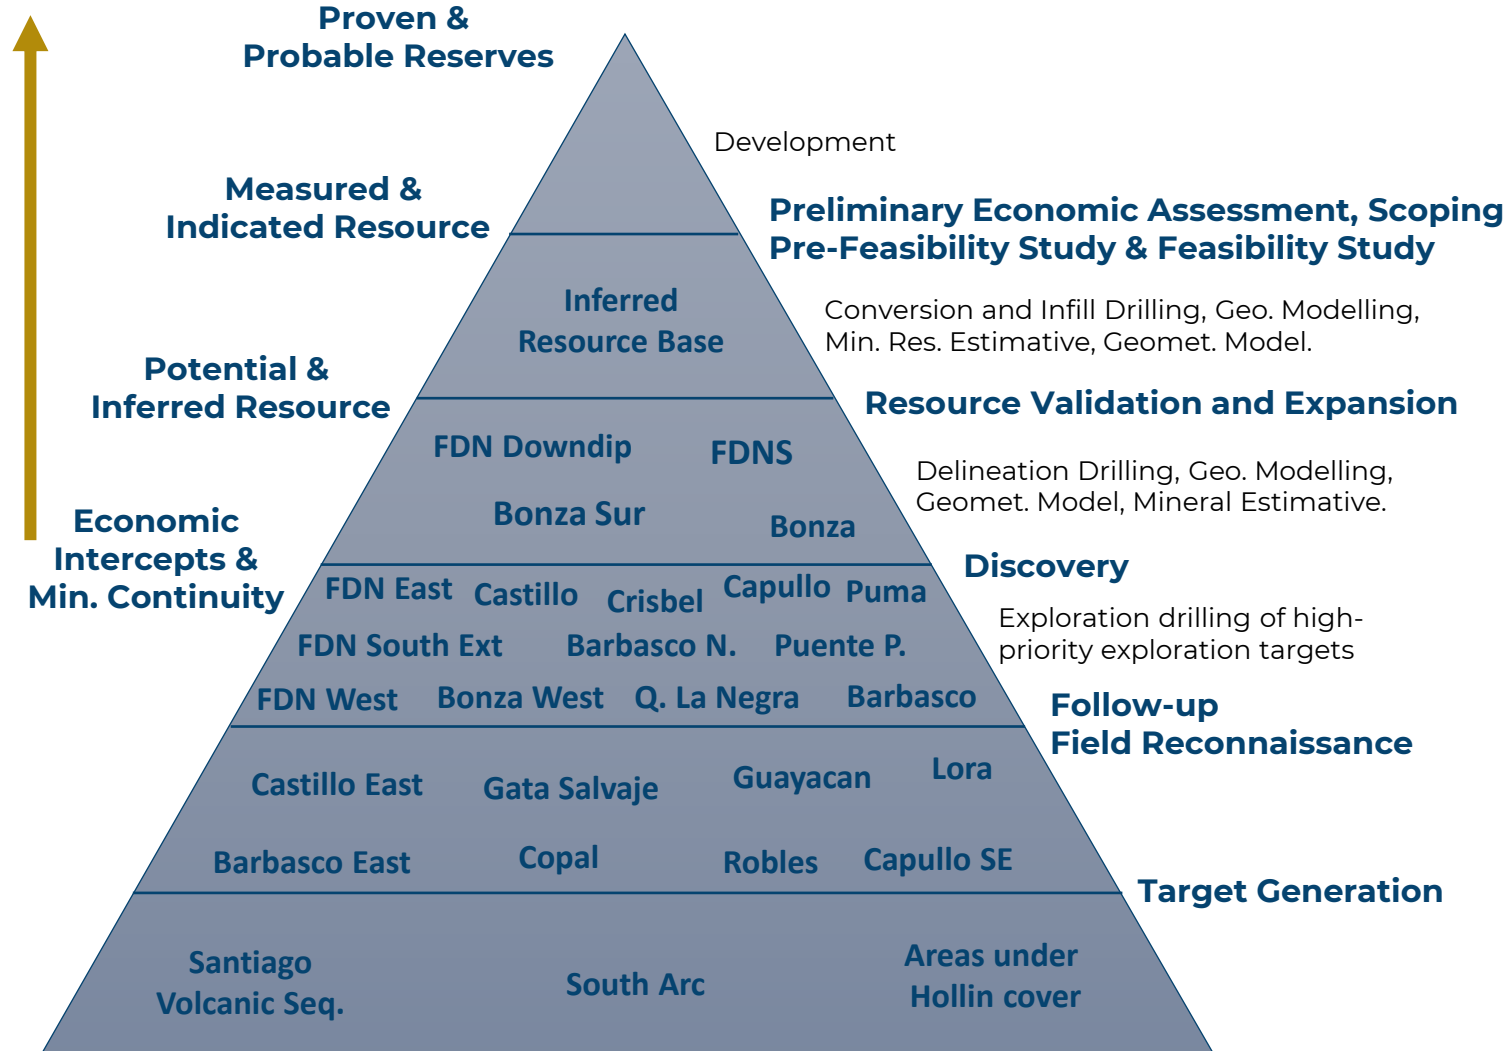 Proven &
Probable Reserves
Development
Measured &
Indicated Resource
Preliminary Economic Assessment, Scoping
Pre-Feasibility Study & Feasibility Study
Inferred
Resource Base
Conversion and Infill Drilling, Geo. Modelling,
Min. Res. Estimative, Geomet. Model.
Potential &
Inferred Resource
Resource Validation and Expansion
FDN Downdip
FDNS
Bonza Sur
Bonza
Delineation Drilling, Geo. Modelling,
Geomet. Model, Mineral Estimative.
Economic
Intercepts &
Min. Continuity
Discovery
FDN East
Castillo
Crisbel
Capullo
Puma
FDN South Ext
Barbasco N.
Puente P.
FDN West
Bonza West
Q. La Negra
Barbasco
Exploration drilling of high-
priority exploration targets
Follow-up
Field Reconnaissance
Castillo East
Gata Salvaje
Guayacan
Lora
Barbasco East
Copal
Robles
Capullo SE
Target Generation
Santiago
Volcanic Seq.
South Arc
Areas under
Hollin cover